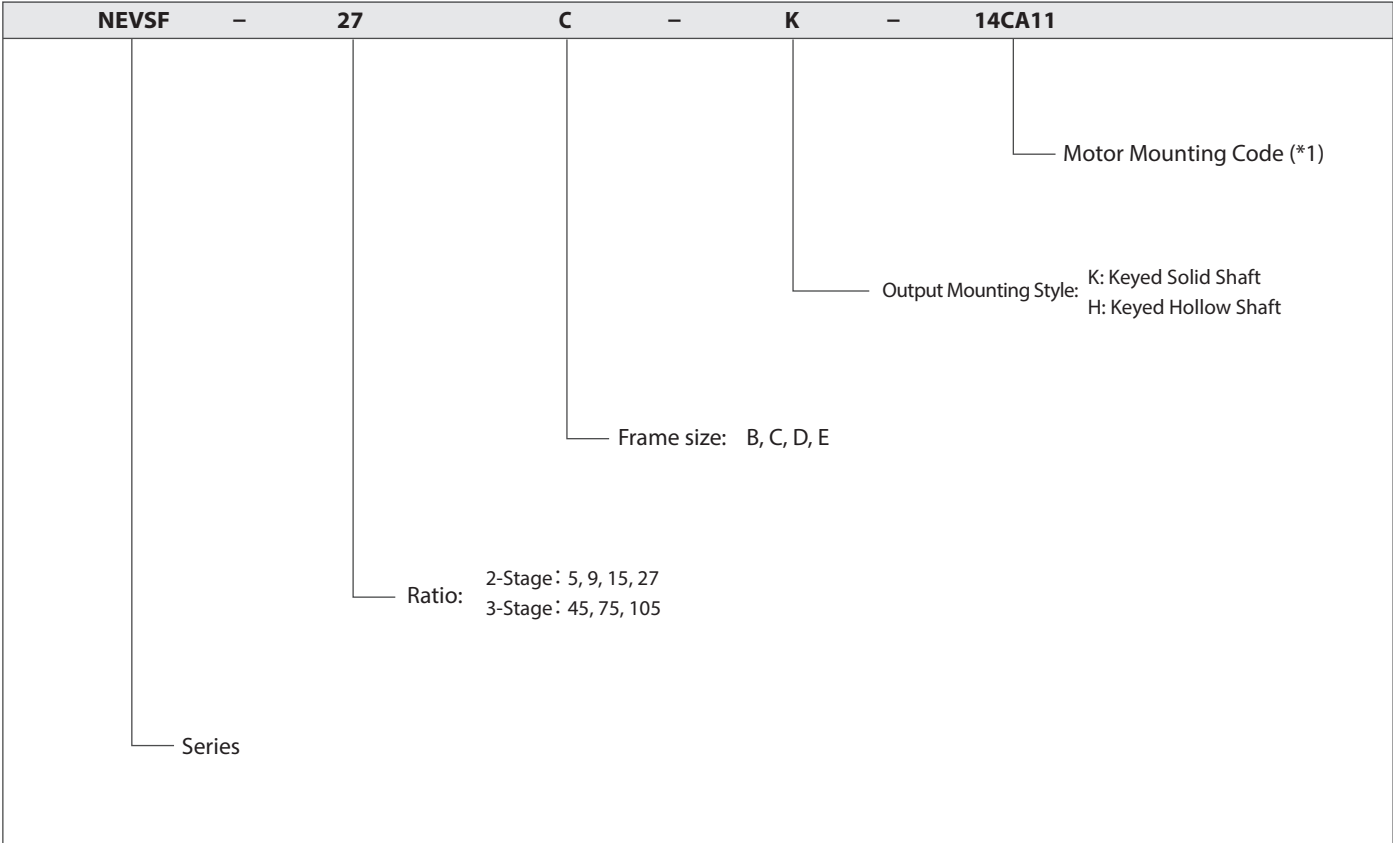 NEVSF – 27 C – K – 14CA11
Motor Mounting Code (*1)
Output Mounting Style: K: Keyed Solid Shaft
H: Keyed Hollow Shaft
Frame size: B, C, D, E
Ratio: 2-Stage: 5, 9, 15, 27
3-Stage: 45, 75, 105
Series